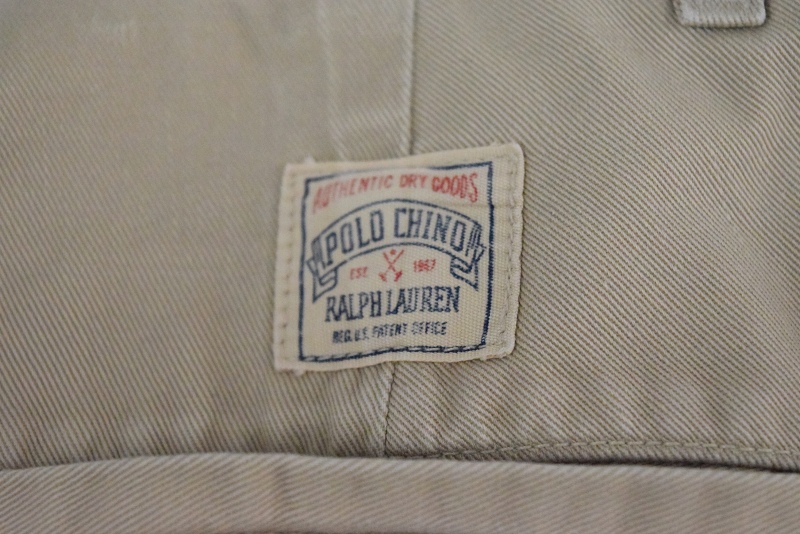 AUTHENTIC DRY GOODS
POLO CHINO
EST. 1967
RALPH LAUREN
REG. U.S. PATENT OFFICE